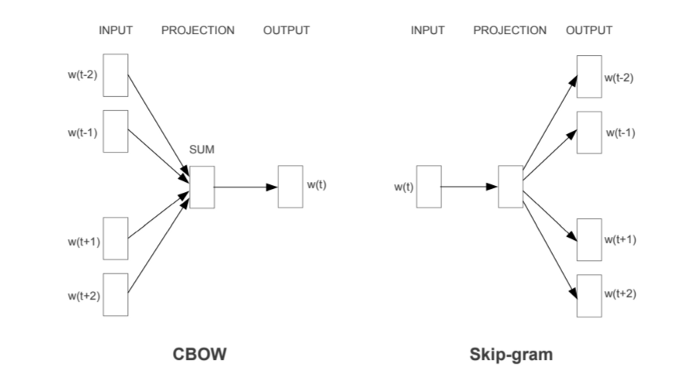 INPUT PROJECTION OUTPUT
w(t-2)
w(t-1)
SUM
w(t)
w(t+1)
w(t+2)
CBOW
INPUT PROJECTION OUTPUT
w(t-2)
w(t-1)
w(t)
w(t+1)
w(t+2)
Skip-gram